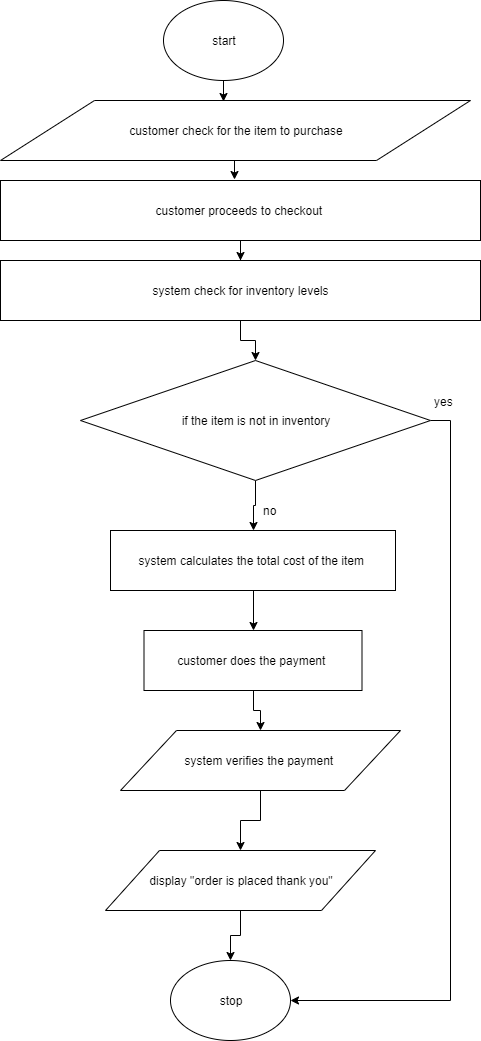 start
customer check for the item to purchase
customer proceeds to checkout
system check for inventory levels
if the item is not in inventory
yes
no
system calculates the total cost of the item
customer does the payment
system verifies the payment
display "order is placed thank you"
stop